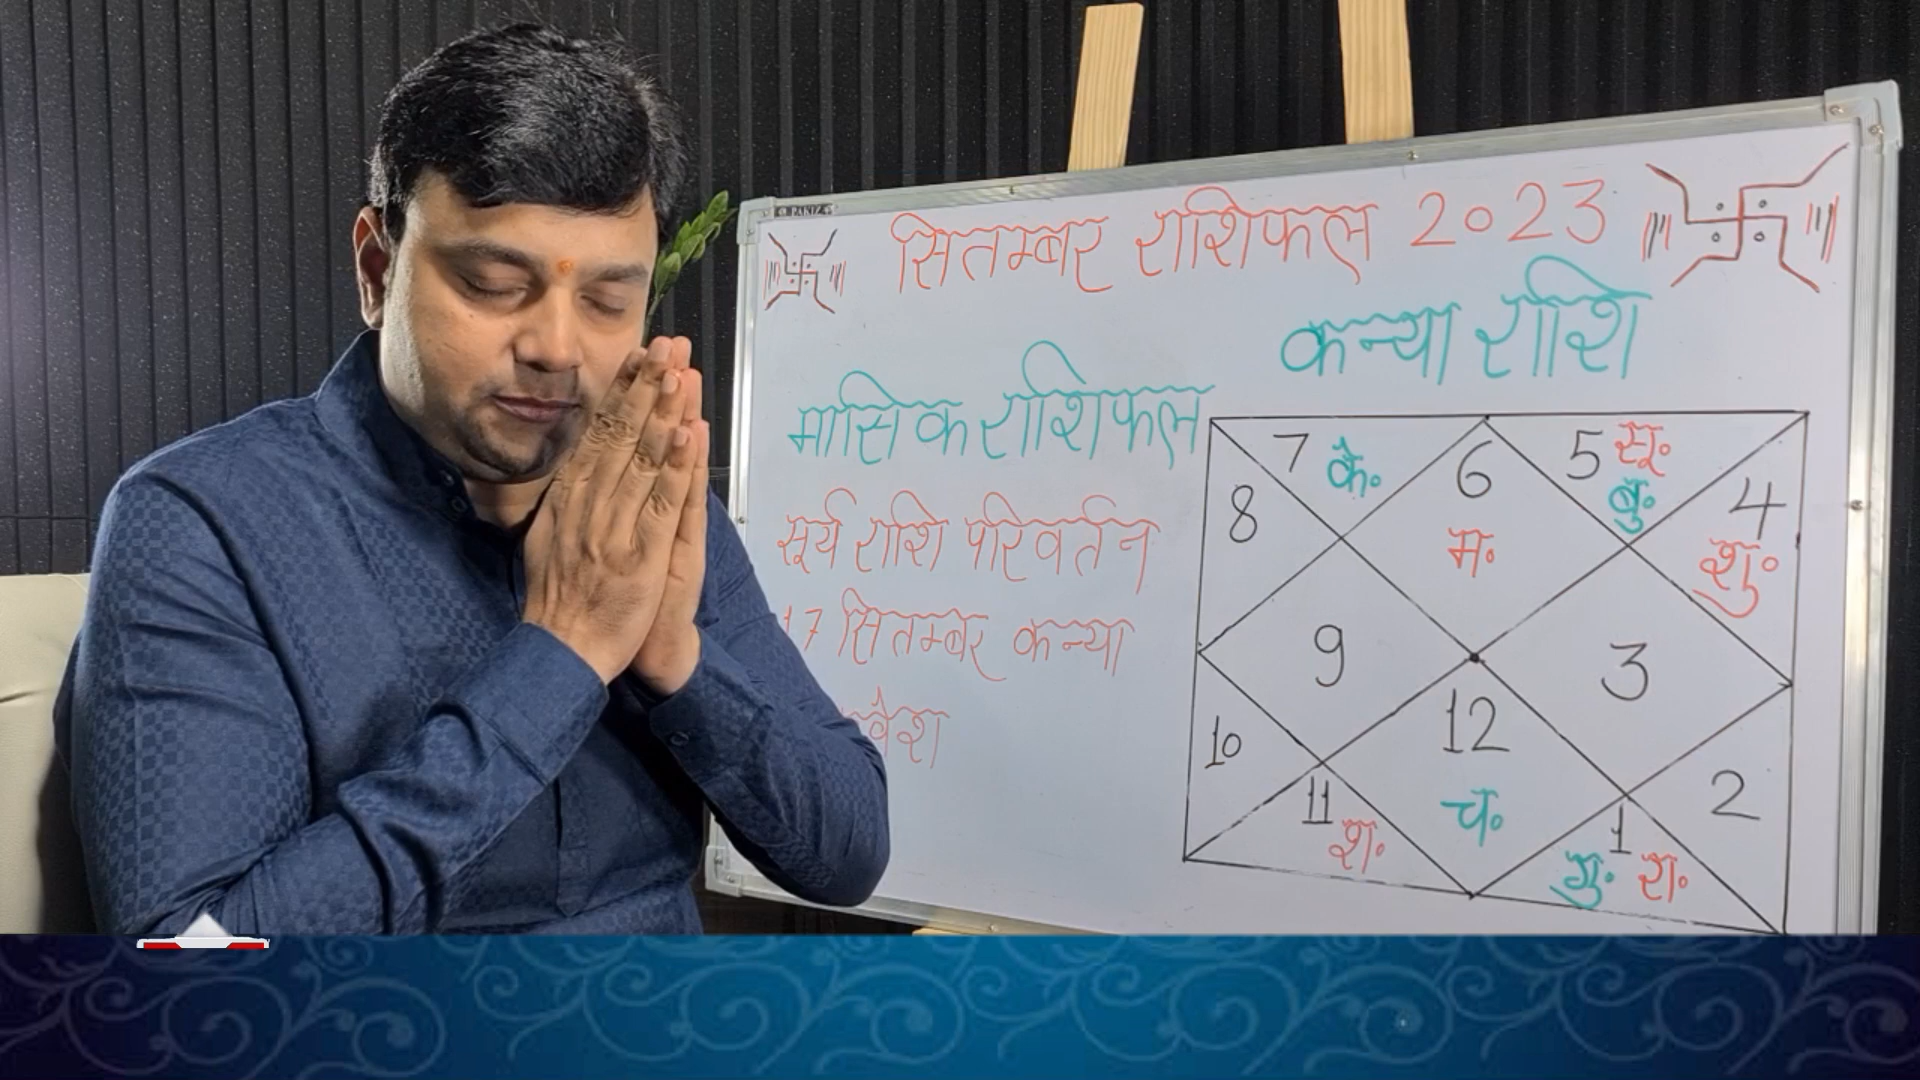 सितम्बर राशिफल 2023
कन्या राशि
मासिक राशिफल
सूर्य राशि परिवर्तन
17 सितम्बर कन्या
7 के॰
6
म॰
5 सू॰
बु॰
4
शु॰
8
9
3
10
12
च॰
11
श॰
1
गु॰ रा॰
2